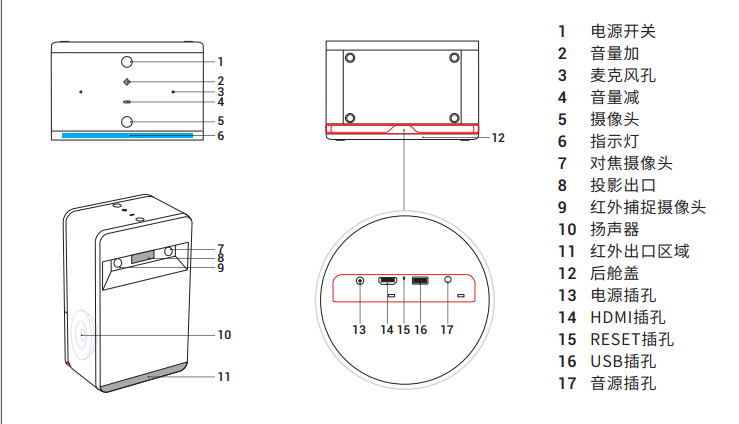 1
2
3
4
5
6
7
8
9
10
11
12
13 14 15 16 17
1 电源开关
2 音量加
3 麦克风孔
4 音量减
5 摄像头
6 指示灯
7 对焦摄像头
8 投影出口
9 红外捕捉摄像头
10 扬声器
11 红外出口区域
12 后舱盖
13 电源插孔
14 HDMI插孔
15 RESET插孔
16 USB插孔
17 音源插孔